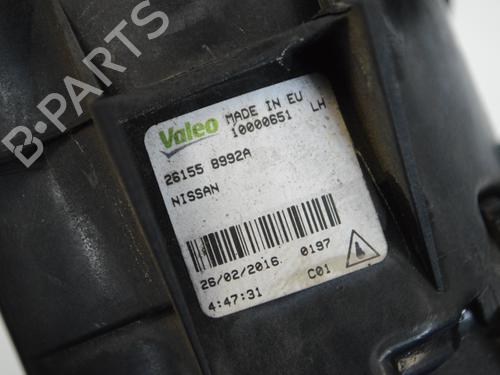 B-PARTS
Valeo MADE IN EU
10000651 LH
26155 8992A
NISSAN
26/02/2016 0197
4:47:31 C01